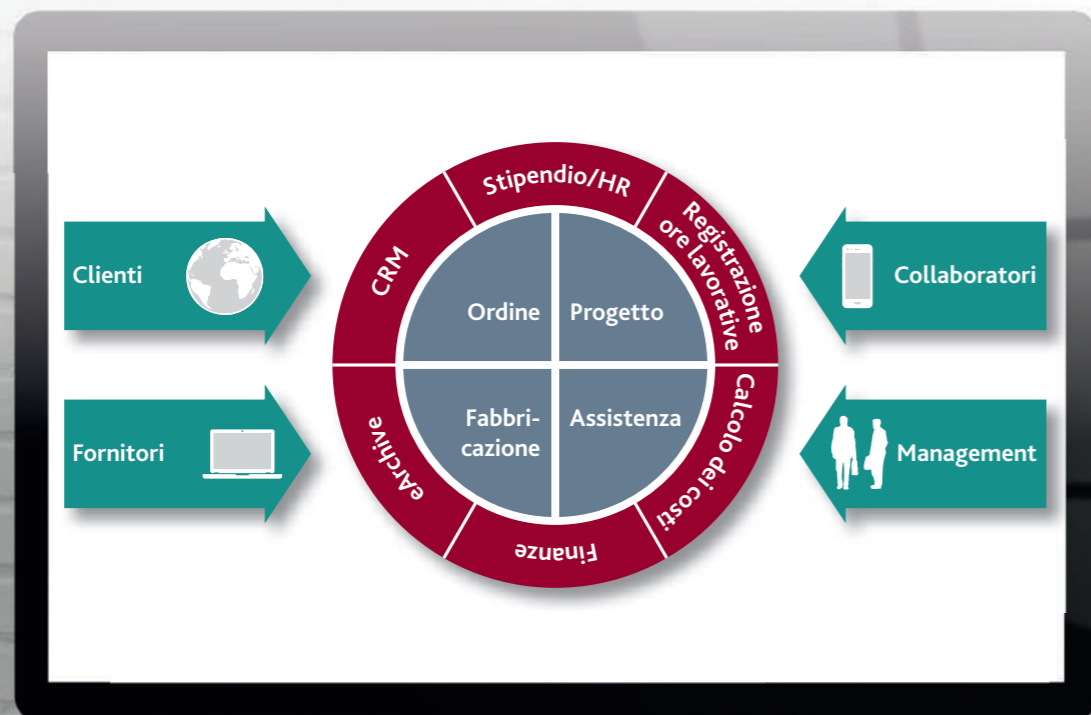 Stipendio/HR
Registrazione
ore lavorative
CRM
Clienti
Ordine
Progetto
Collaboratori
Fornitori
Fabbri-
cazione
Assistenza
Management
eArchive
Calcolo dei costi
Finanze